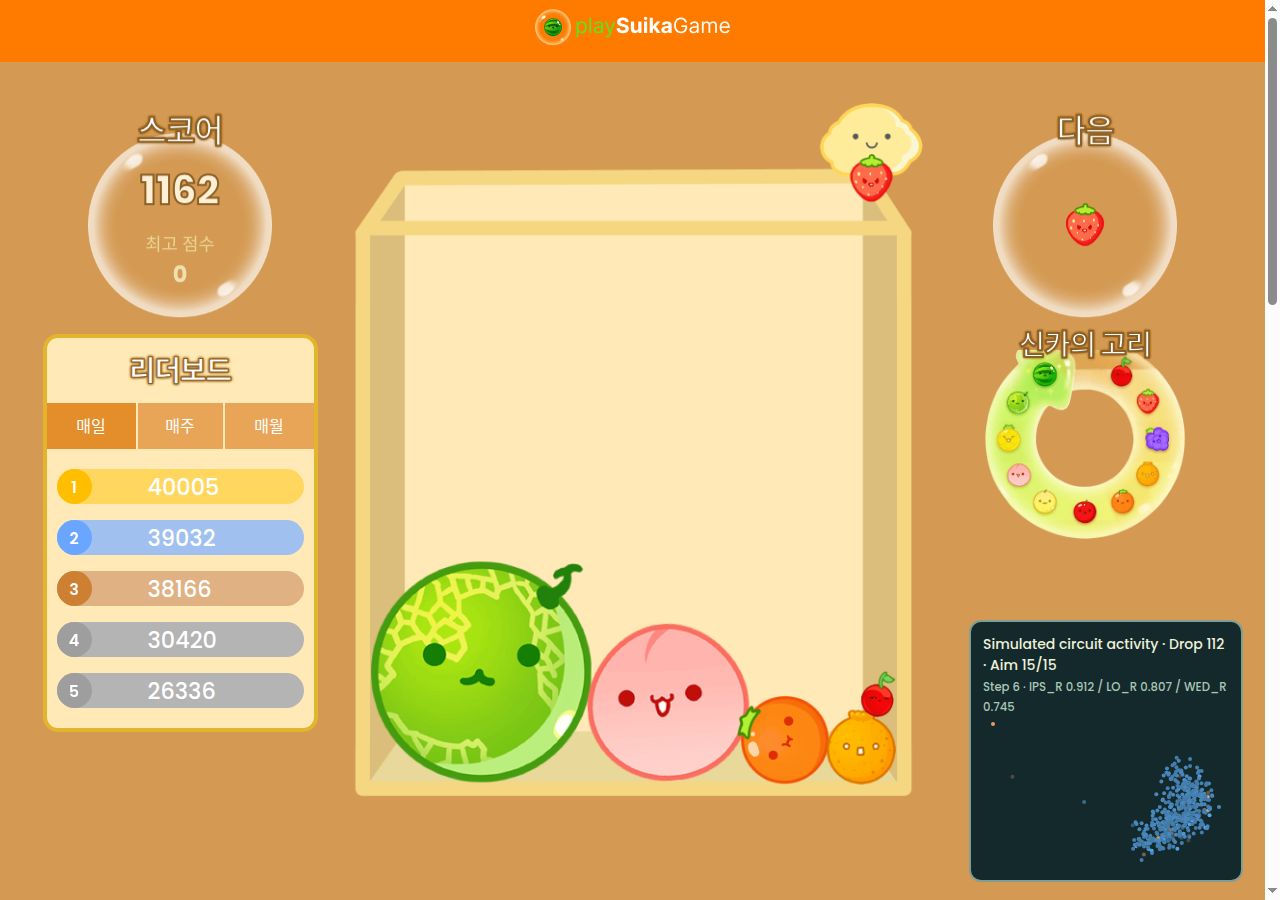 playSuikaGame
스코어
1162
최고 점수
0
다음
신카의 고리
리더보드
매일
매주
매월
1 40005
2 39032
3 38166
4 30420
5 26336
Simulated circuit activity · Drop 112
· Aim 15/15
Step 6 · IPS_R 0.912 / LO_R 0.807 / WED_R
0.745